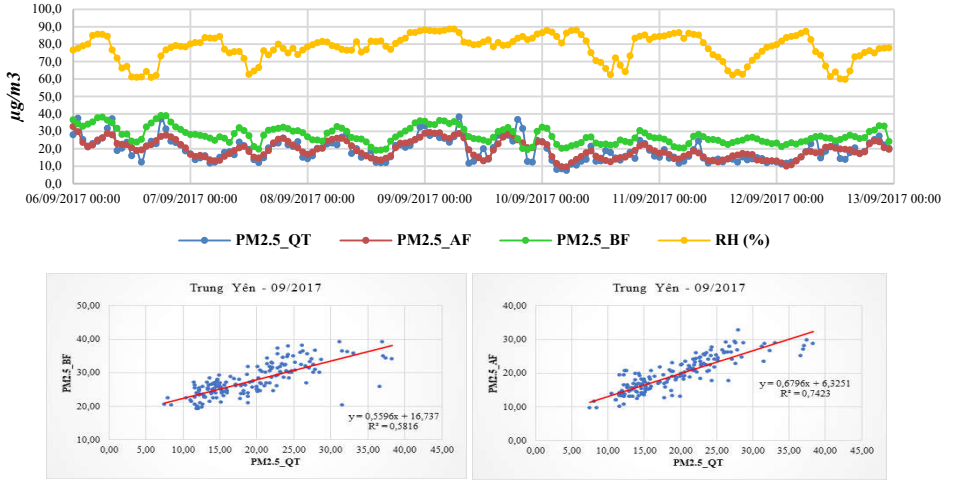 µg/m3
100,0
90,0
80,0
70,0
60,0
50,0
40,0
30,0
20,0
10,0
0,0
06/09/2017 00:00 07/09/2017 00:00 08/09/2017 00:00 09/09/2017 00:00 10/09/2017 00:00 11/09/2017 00:00 12/09/2017 00:00 13/09/2017 00:00
PM2.5_QT PM2.5_AF PM2.5_BF RH (%)
Trung Yên - 09/2017
PM2.5_BF
40,00
30,00
20,00
10,00
y = 0,5596x + 16,737
R² = 0,5816
0,00 5,00 10,00 15,00 20,00 25,00 30,00 35,00 40,00 45,00
PM2.5_QT
Trung Yên - 09/2017
PM2.5_AF
40,00
30,00
20,00
10,00
0,00
y = 0,6796x + 6,3251
R² = 0,7423
0,00 5,00 10,00 15,00 20,00 25,00 30,00 35,00 40,00 45,00
PM2.5_QT